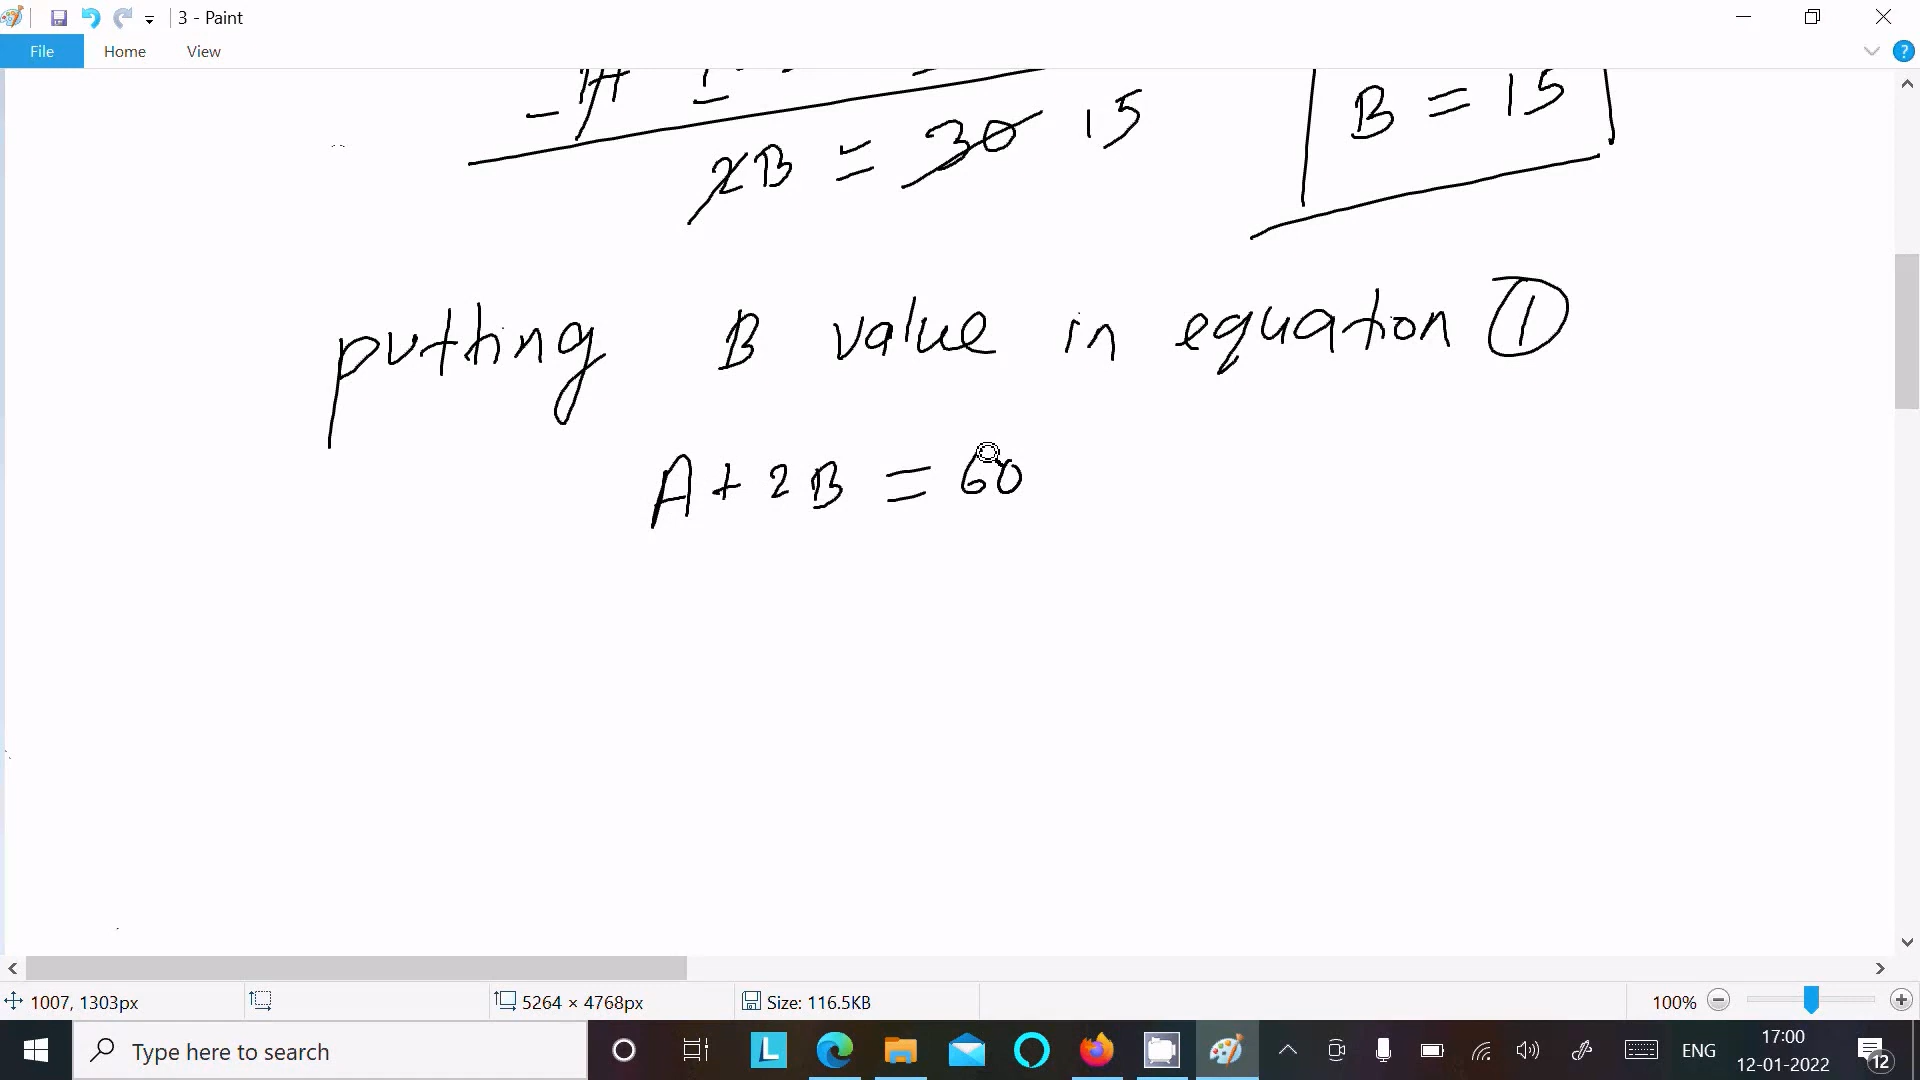 3 - Paint
File Home View
2B = 30 15
B = 15
putting B value in equation 1
A + 2B = 60
1007, 1303px
5264 × 4768px
Size: 116.5KB
100%
Type here to search
L
ENG
17:00
12-01-2022
12